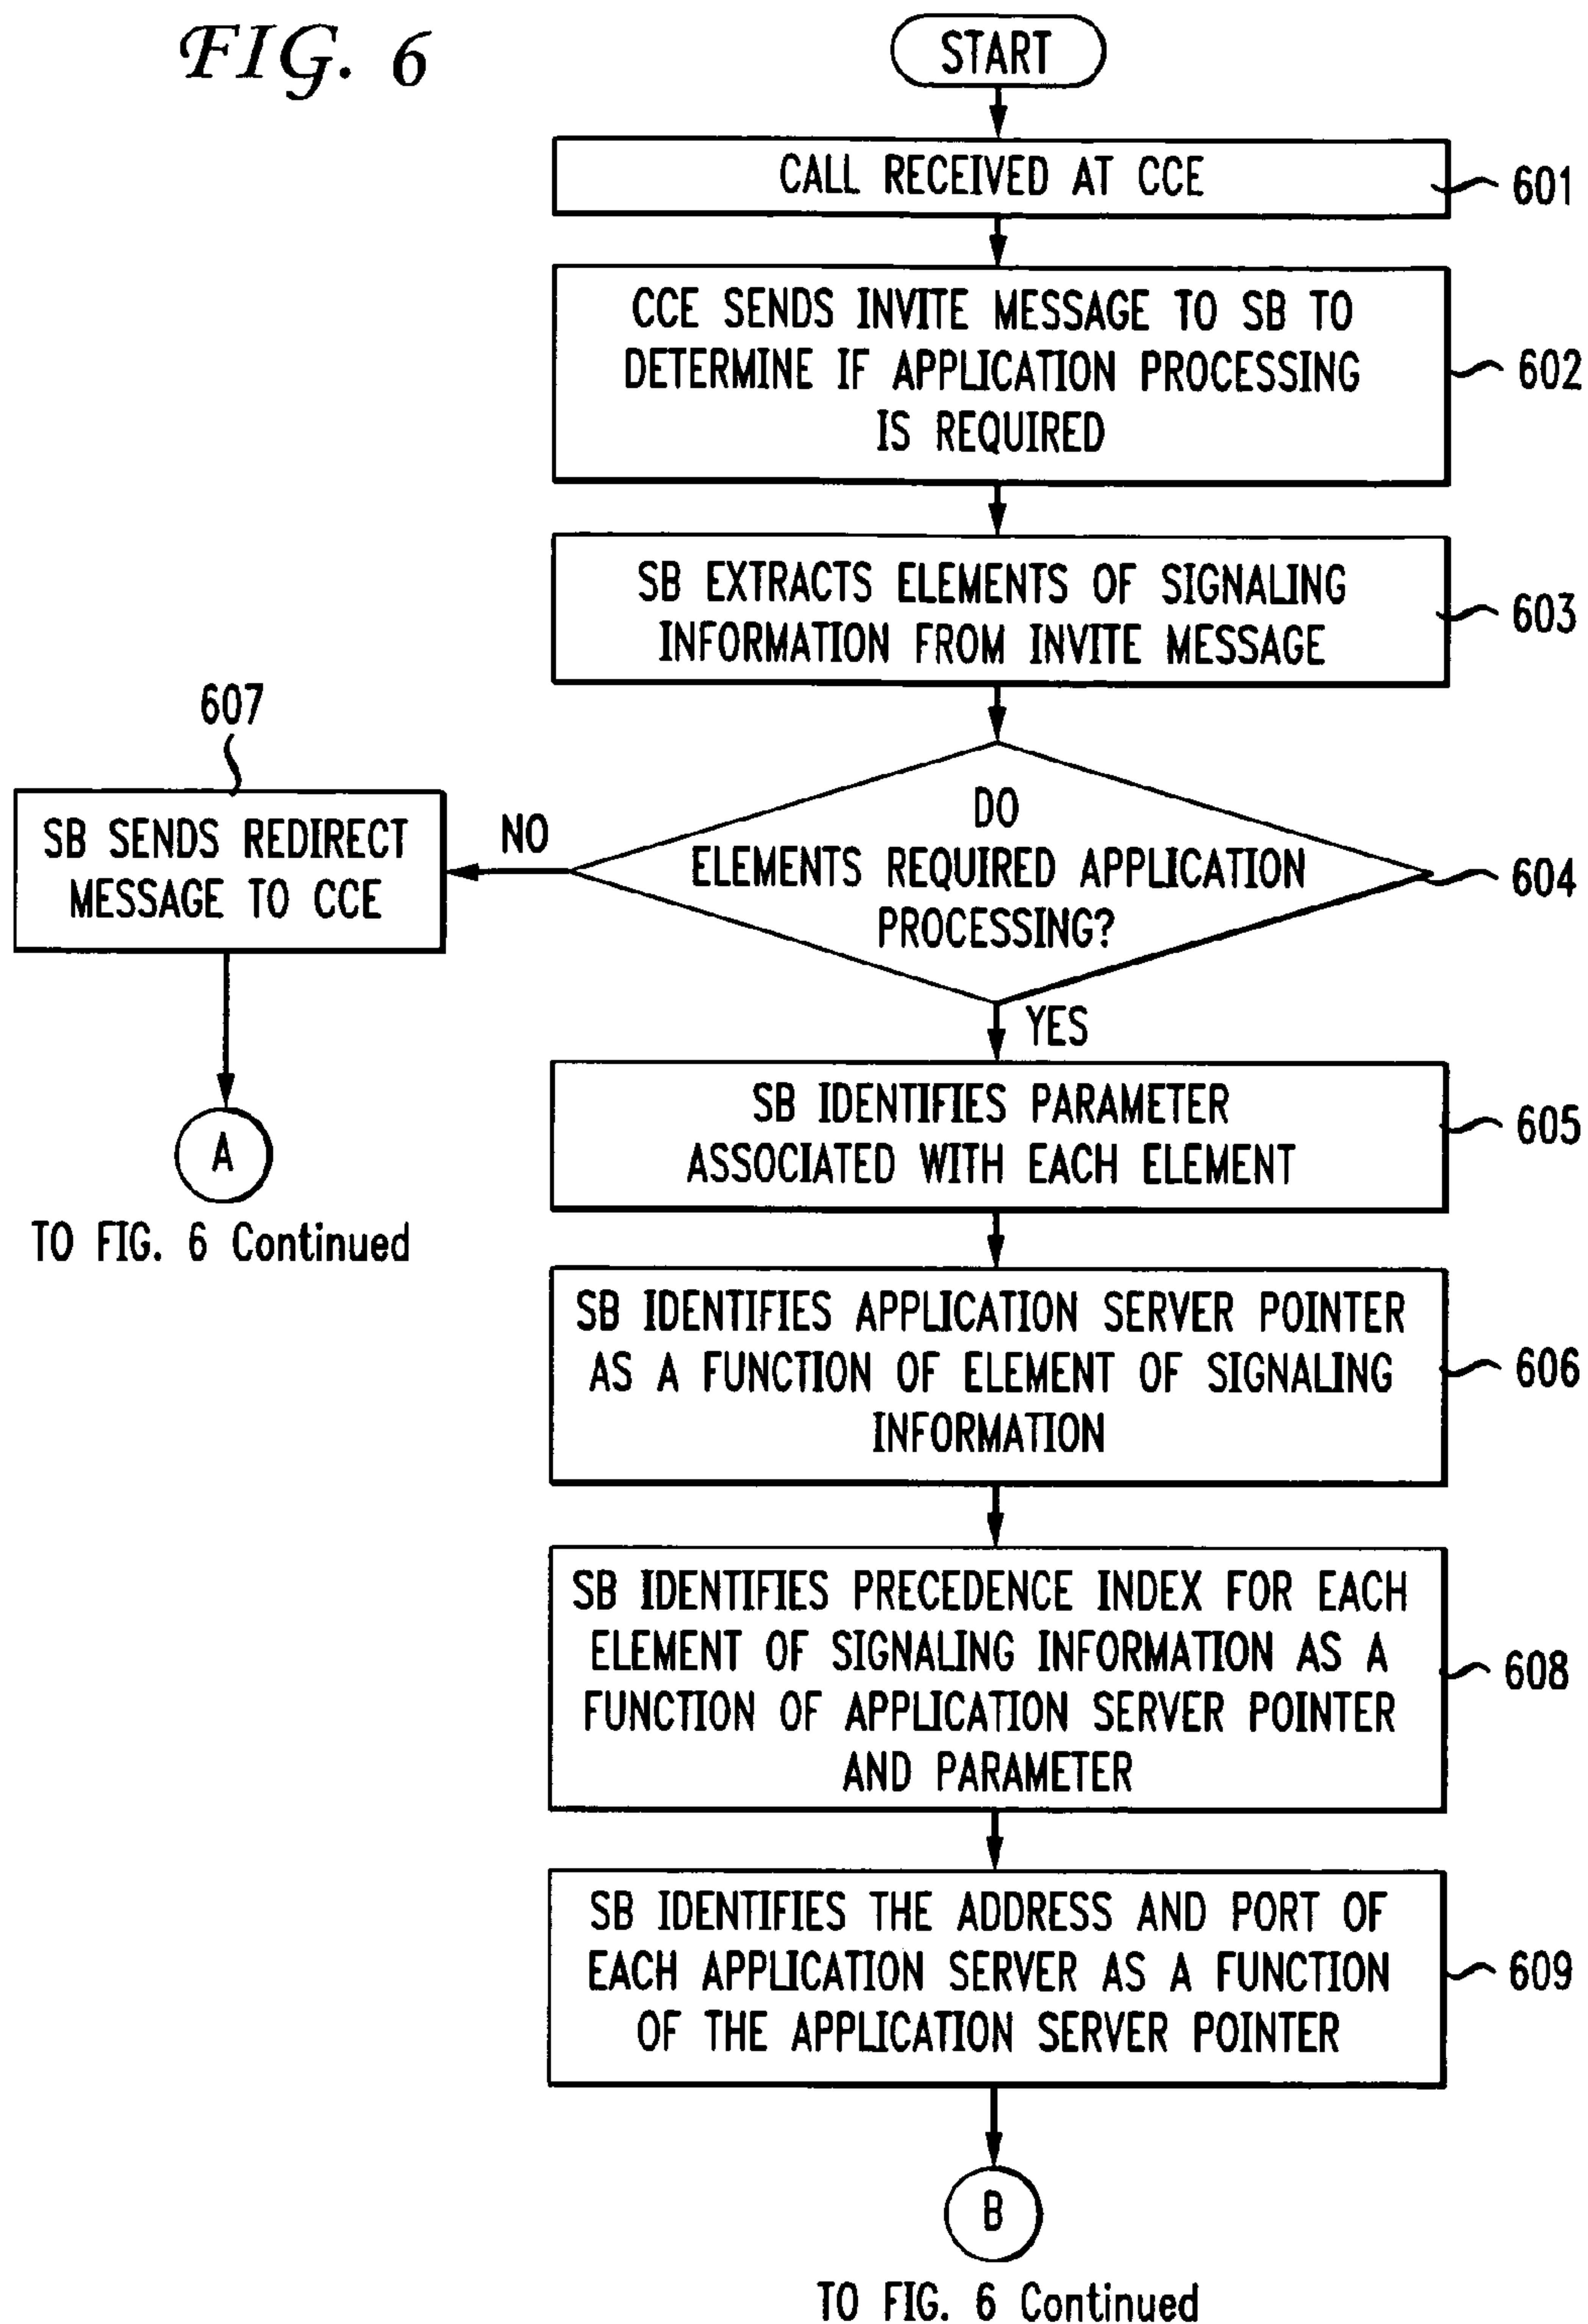 FIG. 6
START
CALL RECEIVED AT CCE
601
CCE SENDS INVITE MESSAGE TO SB TO
DETERMINE IF APPLICATION PROCESSING
IS REQUIRED
602
SB EXTRACTS ELEMENTS OF SIGNALING
INFORMATION FROM INVITE MESSAGE
603
DO
ELEMENTS REQUIRED APPLICATION
PROCESSING?
604
NO
607
SB SENDS REDIRECT
MESSAGE TO CCE
A
TO FIG. 6 Continued
YES
SB IDENTIFIES PARAMETER
ASSOCIATED WITH EACH ELEMENT
605
SB IDENTIFIES APPLICATION SERVER POINTER
AS A FUNCTION OF ELEMENT OF SIGNALING
INFORMATION
606
SB IDENTIFIES PRECEDENCE INDEX FOR EACH
ELEMENT OF SIGNALING INFORMATION AS A
FUNCTION OF APPLICATION SERVER POINTER
AND PARAMETER
608
SB IDENTIFIES THE ADDRESS AND PORT OF
EACH APPLICATION SERVER AS A FUNCTION
OF THE APPLICATION SERVER POINTER
609
B
TO FIG. 6 Continued